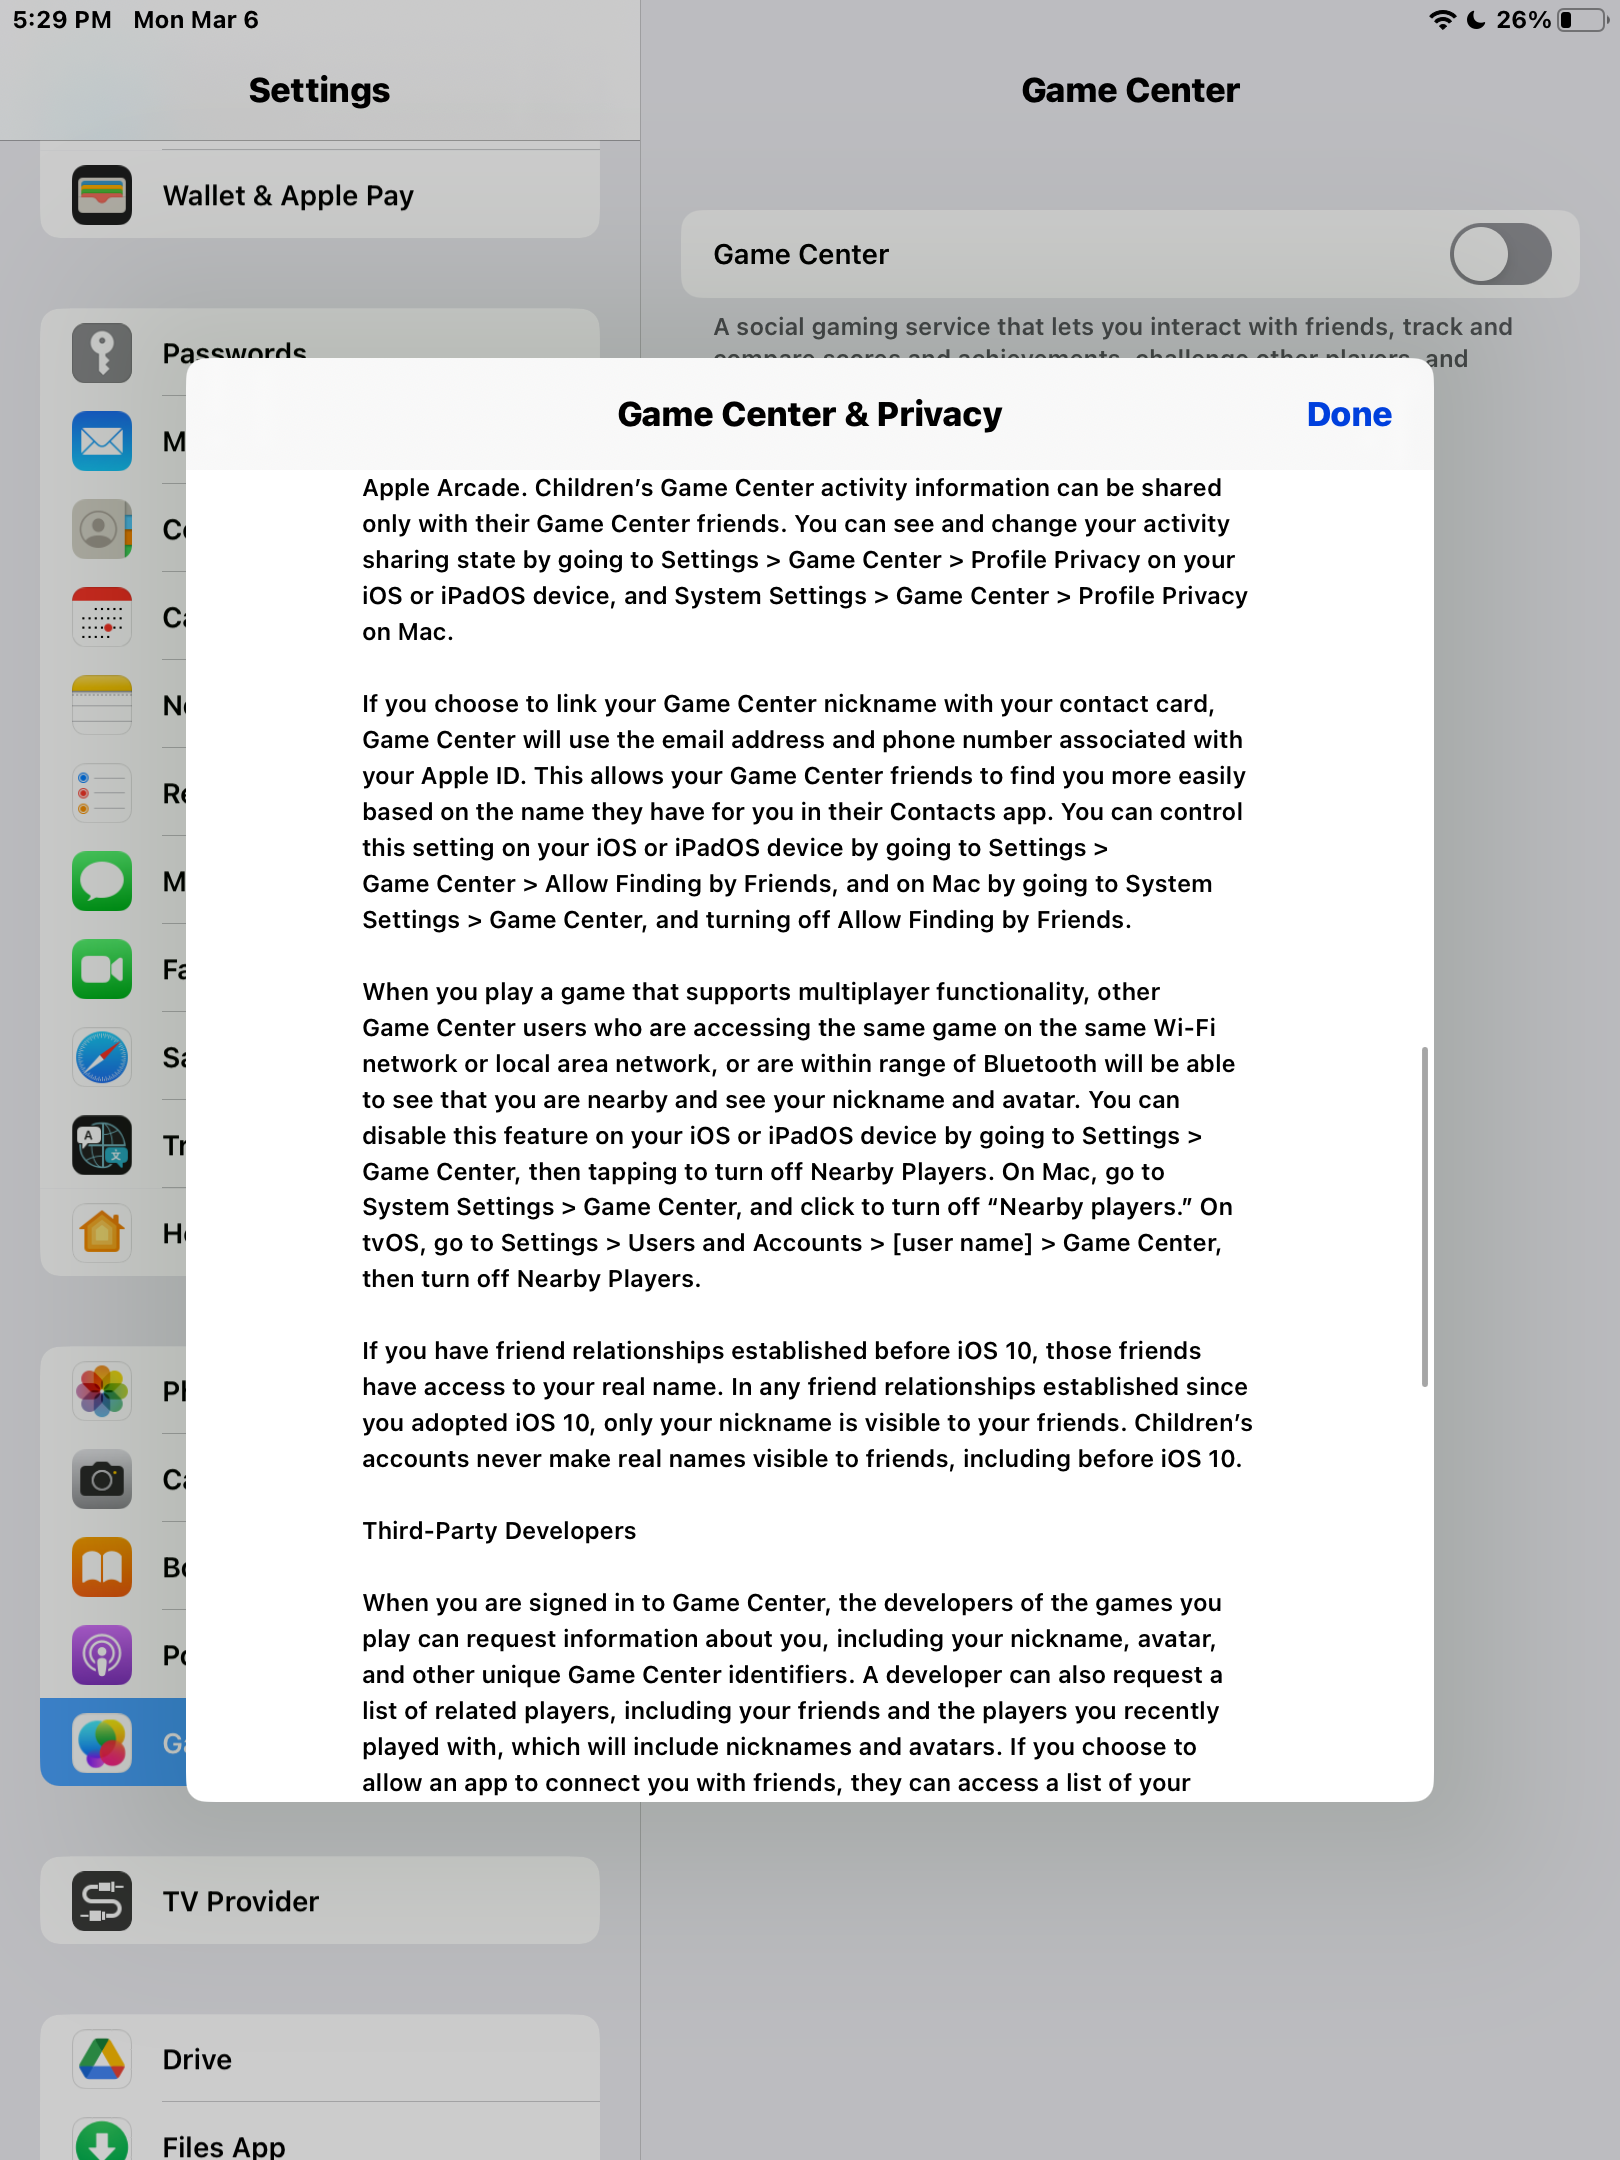 5:29 PM Mon Mar 6
26%
Settings
Game Center
Wallet & Apple Pay
Game Center
A social gaming service that lets you interact with friends, track and
compare scores and achievements, challenge other players, and
Passwords
Game Center & Privacy
Done
Apple Arcade. Children’s Game Center activity information can be shared
only with their Game Center friends. You can see and change your activity
sharing state by going to Settings > Game Center > Profile Privacy on your
iOS or iPadOS device, and System Settings > Game Center > Profile Privacy
on Mac.
If you choose to link your Game Center nickname with your contact card,
Game Center will use the email address and phone number associated with
your Apple ID. This allows your Game Center friends to find you more easily
based on the name they have for you in their Contacts app. You can control
this setting on your iOS or iPadOS device by going to Settings >
Game Center > Allow Finding by Friends, and on Mac by going to System
Settings > Game Center, and turning off Allow Finding by Friends.
When you play a game that supports multiplayer functionality, other
Game Center users who are accessing the same game on the same Wi-Fi
network or local area network, or are within range of Bluetooth will be able
to see that you are nearby and see your nickname and avatar. You can
disable this feature on your iOS or iPadOS device by going to Settings >
Game Center, then tapping to turn off Nearby Players. On Mac, go to
System Settings > Game Center, and click to turn off “Nearby players.” On
tvOS, go to Settings > Users and Accounts > [user name] > Game Center,
then turn off Nearby Players.
If you have friend relationships established before iOS 10, those friends
have access to your real name. In any friend relationships established since
you adopted iOS 10, only your nickname is visible to your friends. Children’s
accounts never make real names visible to friends, including before iOS 10.
Third-Party Developers
When you are signed in to Game Center, the developers of the games you
play can request information about you, including your nickname, avatar,
and other unique Game Center identifiers. A developer can also request a
list of related players, including your friends and the players you recently
played with, which will include nicknames and avatars. If you choose to
allow an app to connect you with friends, they can access a list of your
TV Provider
Drive
Files App